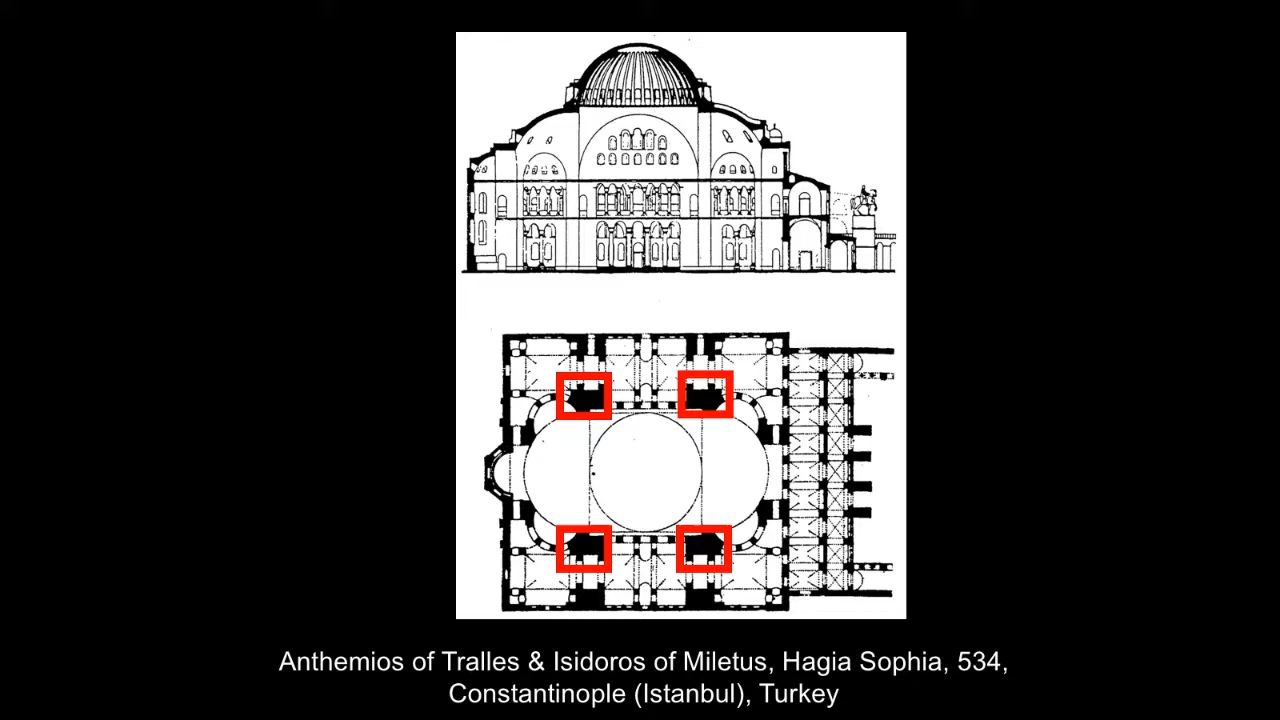 Anthemios of Tralles & Isidoros of Miletus, Hagia Sophia, 534,
Constantinople (Istanbul), Turkey